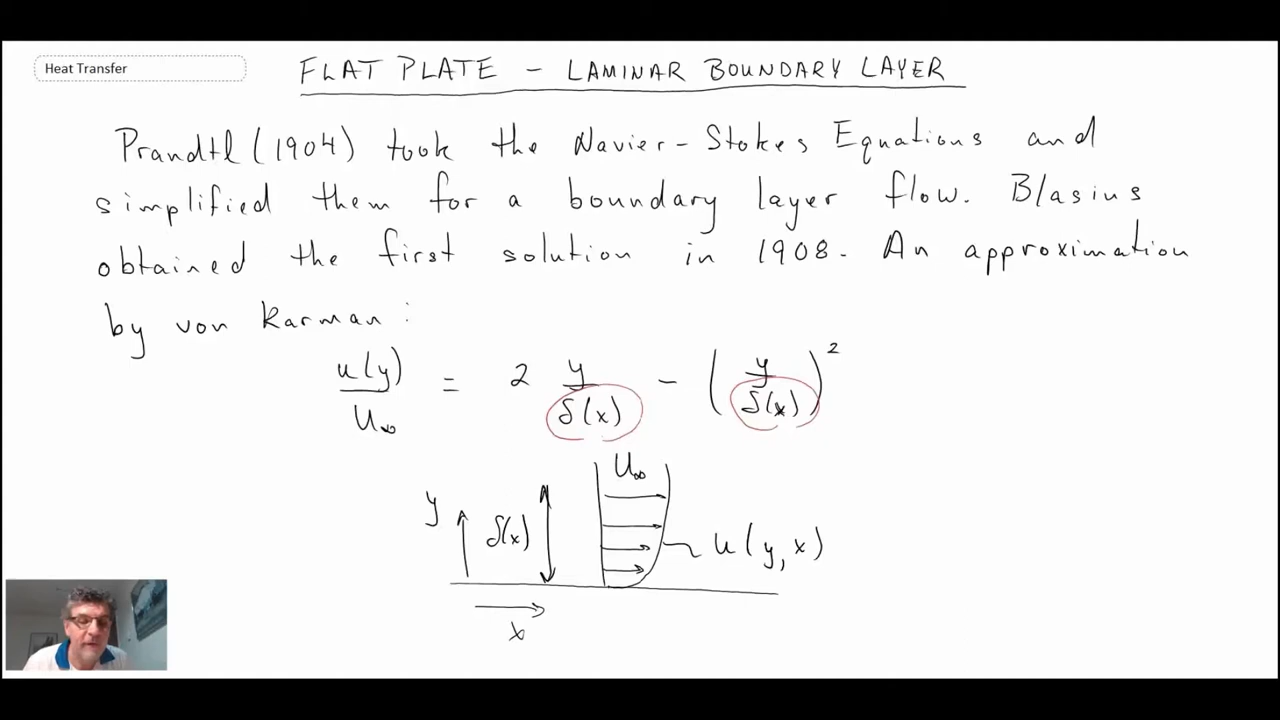 Heat Transfer
FLAT PLATE - LAMINAR BOUNDARY LAYER
Prandtl (1904) took the Navier-Stokes Equations and
simplified them for a boundary layer flow. Blasius
obtained the first solution in 1908. An approximation
by von Karman:
u(y)/U∞ = 2 y/δ(x) - (y/δ(x))²
U∞
y δ(x) u(y,x)
x